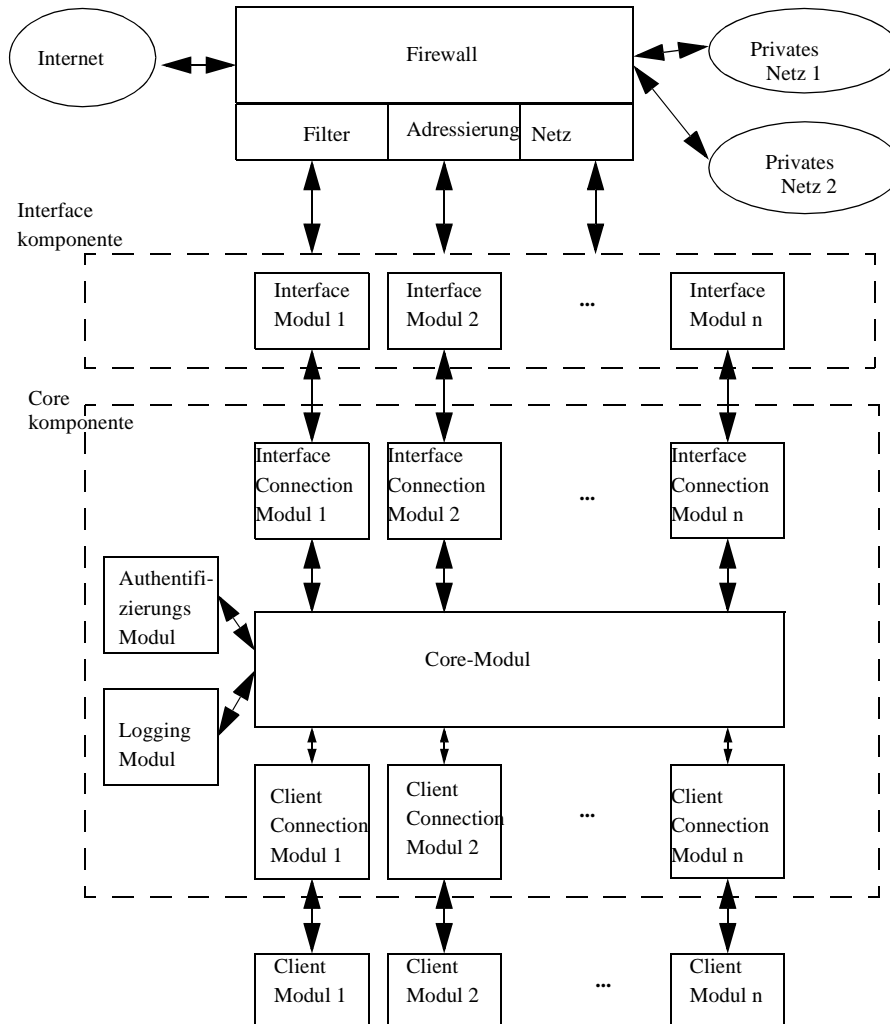 Internet
Firewall
Privates
Netz 1
Filter
Adressierung
Netz
Privates
Netz 2
Interface
komponente
Interface
Modul 1
Interface
Modul 2
...
Interface
Modul n
Core
komponente
Interface
Connection
Modul 1
Interface
Connection
Modul 2
...
Interface
Connection
Modul n
Authentifi-
zierungs
Modul
Core-Modul
Logging
Modul
Client
Connection
Modul 1
Client
Connection
Modul 2
...
Client
Connection
Modul n
Client
Modul 1
Client
Modul 2
...
Client
Modul n